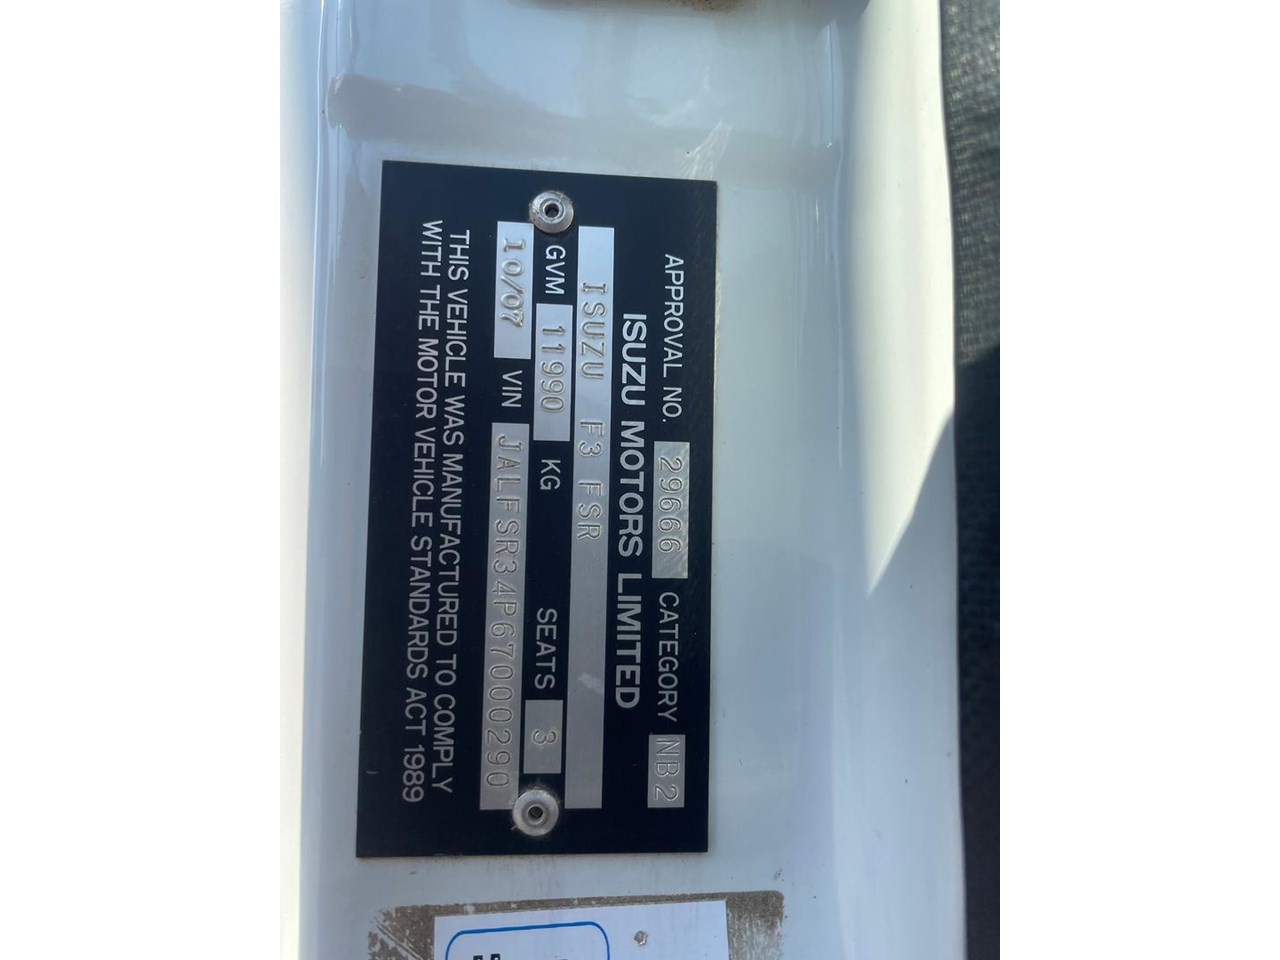 APPROVAL NO. 29666 CATEGORY NB2
ISUZU MOTORS LIMITED
ISUZU F3 FSR
GVM 11990 KG SEATS 3
10/07 VIN JALFSR34P67000290
THIS VEHICLE WAS MANUFACTURED TO COMPLY
WITH THE MOTOR VEHICLE STANDARDS ACT 1989